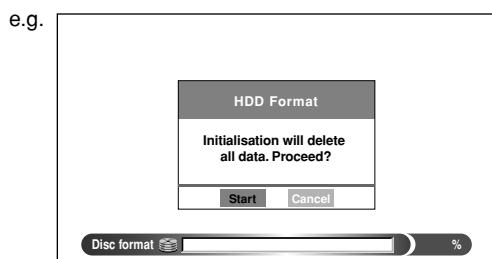 e.g.
HDD Format
Initialisation will delete
all data. Proceed?
Start Cancel
Disc format %